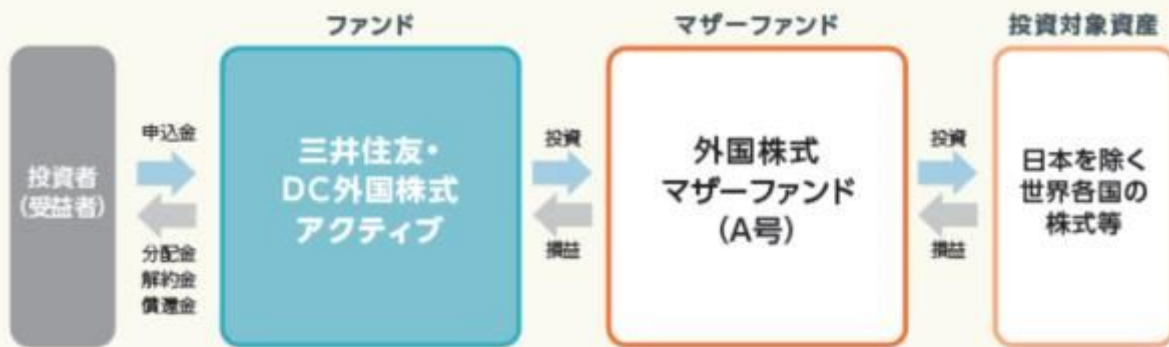 ファンド
マザーファンド
投資対象資産
投資者
(受益者)
申込金
分配金
解約金
償還金
三井住友・
DC外国株式
アクティブ
投資
損益
外国株式
マザーファンド
(A号)
投資
損益
日本を除く
世界各国の
株式等